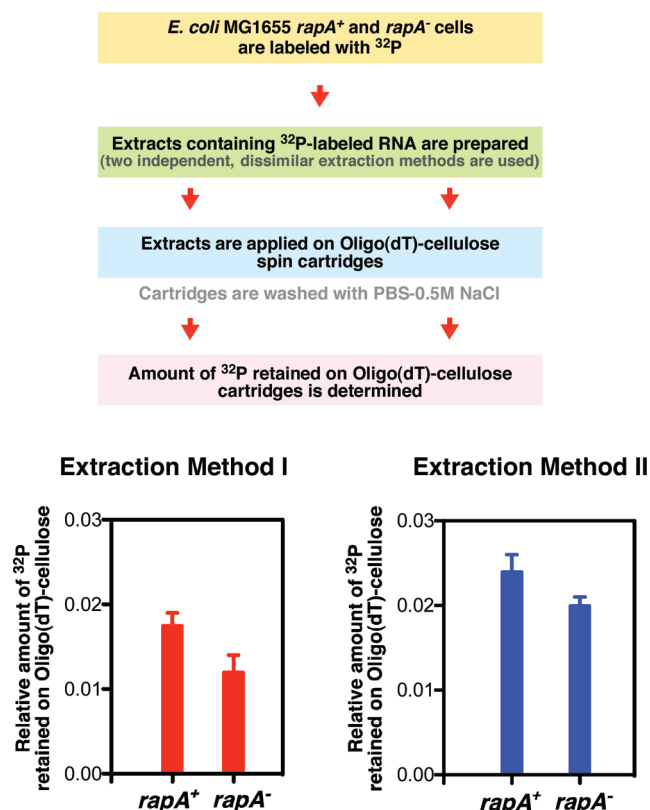 E. coli MG1655 rapA⁺ and rapA⁻ cells
are labeled with ³²P
Extracts containing ³²P-labeled RNA are prepared
(two independent, dissimilar extraction methods are used)
Extracts are applied on Oligo(dT)-cellulose
spin cartridges
Cartridges are washed with PBS-0.5M NaCl
Amount of ³²P retained on Oligo(dT)-cellulose
cartridges is determined
Extraction Method I
Relative amount of ³²P
retained on Oligo(dT)-cellulose
0.03
0.02
0.01
0.00
rapA⁺ rapA⁻
Extraction Method II
Relative amount of ³²P
retained on Oligo(dT)-cellulose
0.03
0.02
0.01
0.00
rapA⁺ rapA⁻